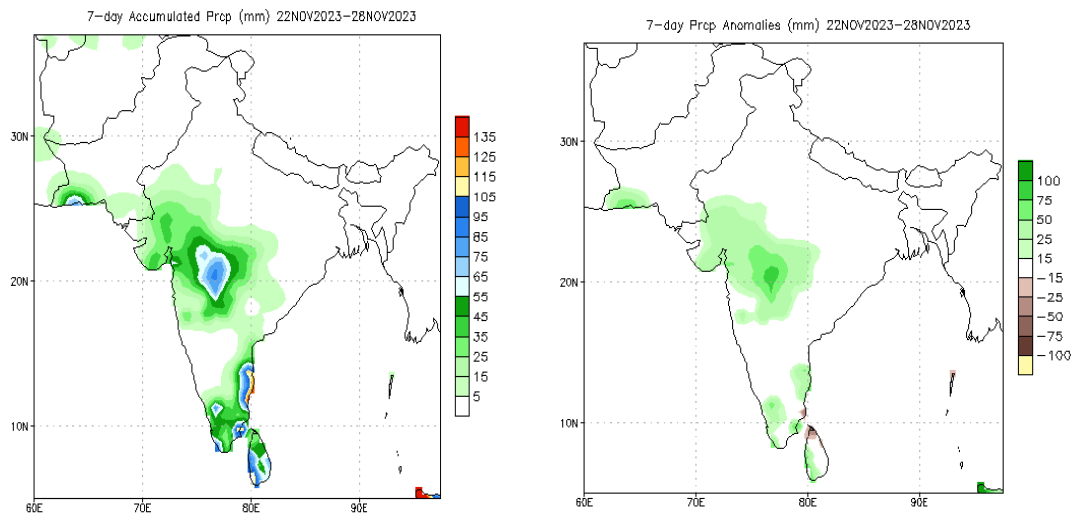 7-day Accumulated Prcp (mm) 22NOV2023-28NOV2023
30N
20N
10N
60E 70E 80E 90E
135
125
115
105
95
85
75
65
55
45
35
25
15
5
7-day Prcp Anomalies (mm) 22NOV2023-28NOV2023
30N
20N
10N
60E 70E 80E 90E
100
75
50
25
15
-15
-25
-50
-75
-100